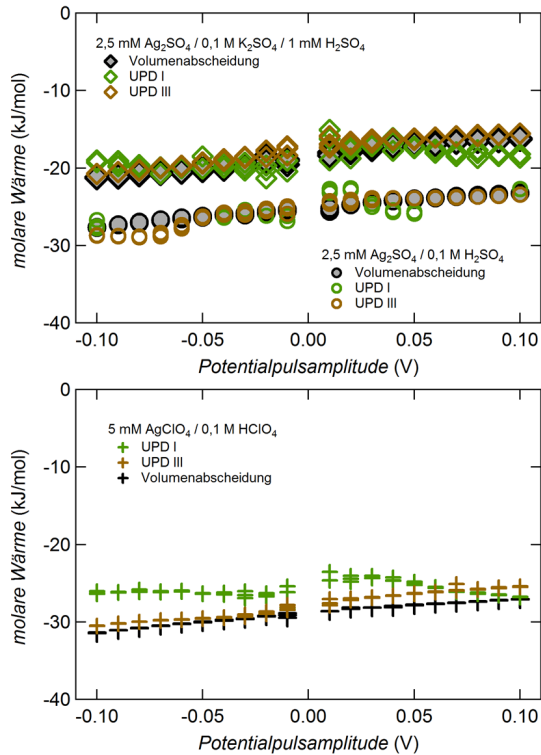 0
2,5 mM Ag₂SO₄ / 0,1 M K₂SO₄ / 1 mM H₂SO₄
Volumenabscheidung
UPD I
UPD III
-10
-20
-30
-40
molare Wärme (kJ/mol)
2,5 mM Ag₂SO₄ / 0,1 M H₂SO₄
Volumenabscheidung
UPD I
UPD III
-0.10 -0.05 0.00 0.05 0.10
Potentialpulsamplitude (V)
0
5 mM AgClO₄ / 0,1 M HClO₄
UPD I
UPD III
Volumenabscheidung
-10
-20
-30
-40
molare Wärme (kJ/mol)
-0.10 -0.05 0.00 0.05 0.10
Potentialpulsamplitude (V)